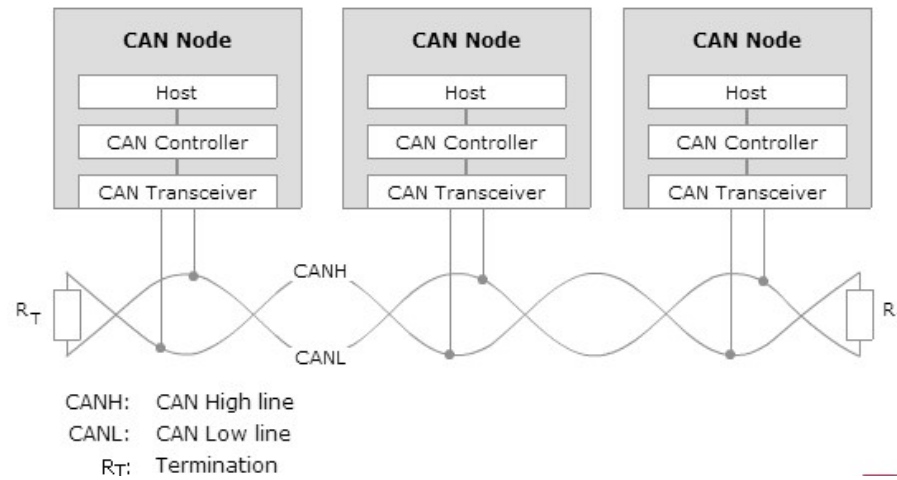 CAN Node CAN Node CAN Node
Host Host Host
CAN Controller CAN Controller CAN Controller
CAN Transceiver CAN Transceiver CAN Transceiver
CANH
RT R
CANL
CANH: CAN High line
CANL: CAN Low line
RT: Termination